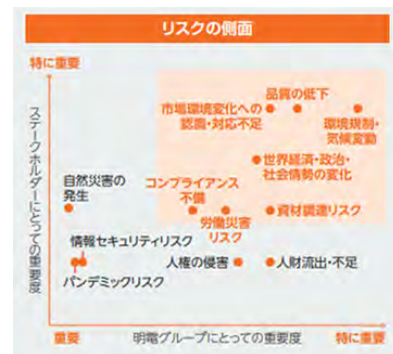 リスクの側面
特に重要
ステークホルダーにとっての重要度
品質の低下
市場環境変化への
認識・対応不足
環境規制・
気候変動
世界経済・政治・
社会情勢の変化
自然災害の
発生
コンプライアンス
不備
労働災害
リスク
資材調達リスク
情報セキュリティリスク
パンデミックリスク
人権の侵害
人財流出・不足
重要
明電グループにとっての重要度
特に重要